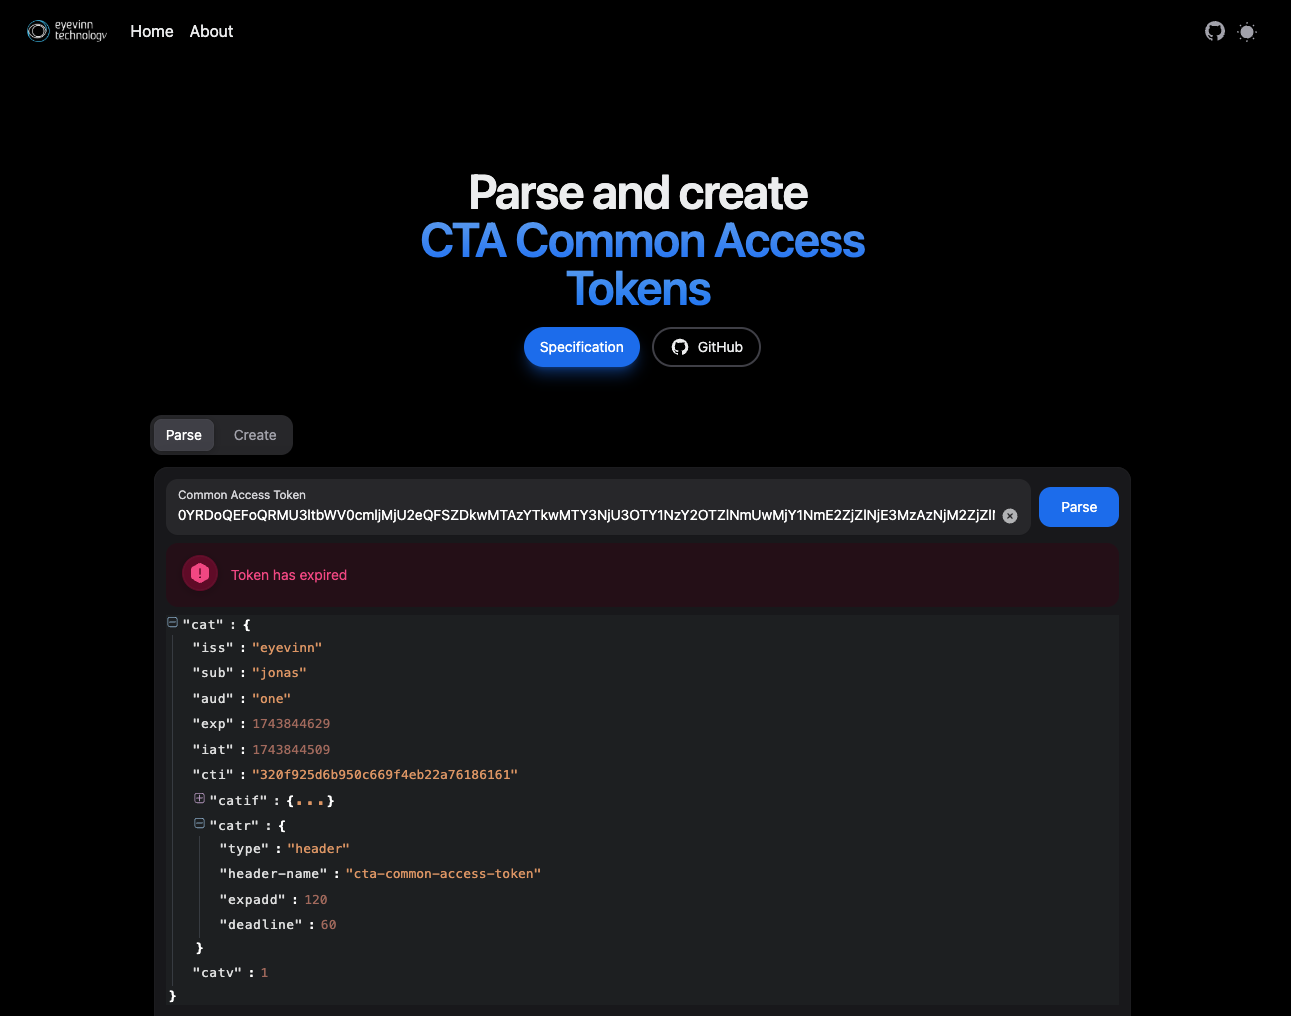 eyevinn
technology
Home
About
Parse and create
CTA Common Access
Tokens
Specification
GitHub
Parse
Create
Common Access Token
Parse
Token has expired
"cat" : {
"iss" : "eyevinn"
"sub" : "jonas"
"aud" : "one"
"exp" : 1743844629
"iat" : 1743844509
"cti" : "320f925d6b950c669f4eb22a76186161"
"catif" : {...}
"catr" : {
"type" : "header"
"header-name" : "cta-common-access-token"
"expadd" : 120
"deadline" : 60
}
"catv" : 1
}